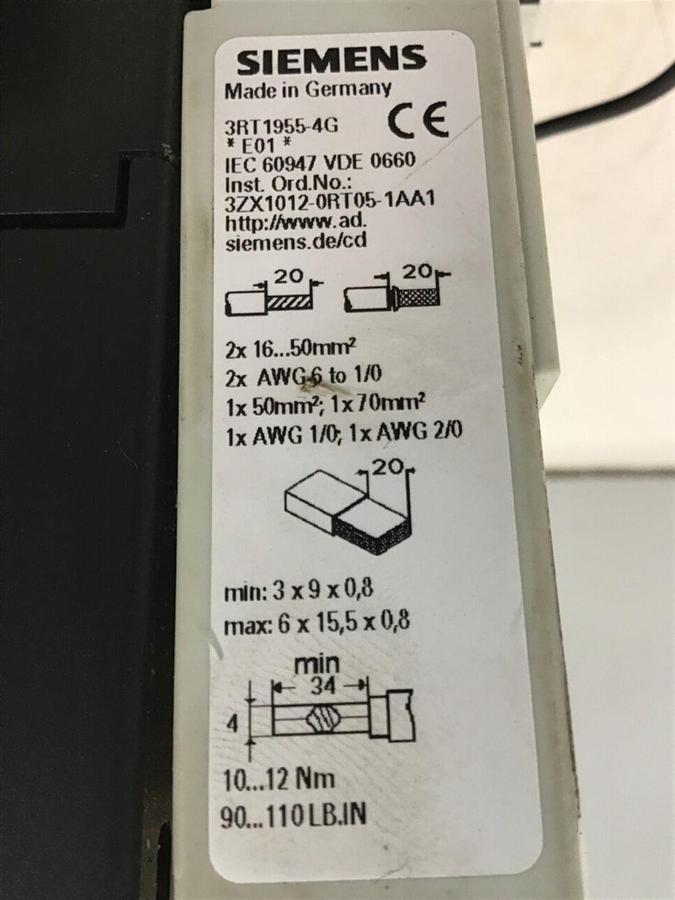 SIEMENS
Made in Germany
3RT1955-4G CE
* E01 *
IEC 60947 VDE 0660
Inst. Ord.No.:
3ZX1012-0RT05-1AA1
http://www.ad.
siemens.de/cd
20 20
2x 16...50mm²
2x AWG 6 to 1/0
1x 50mm²; 1x 70mm²
1x AWG 1/0; 1x AWG 2/0
20
min: 3 x 9 x 0,8
max: 6 x 15,5 x 0,8
min
34
4
10...12 Nm
90...110 LB.IN